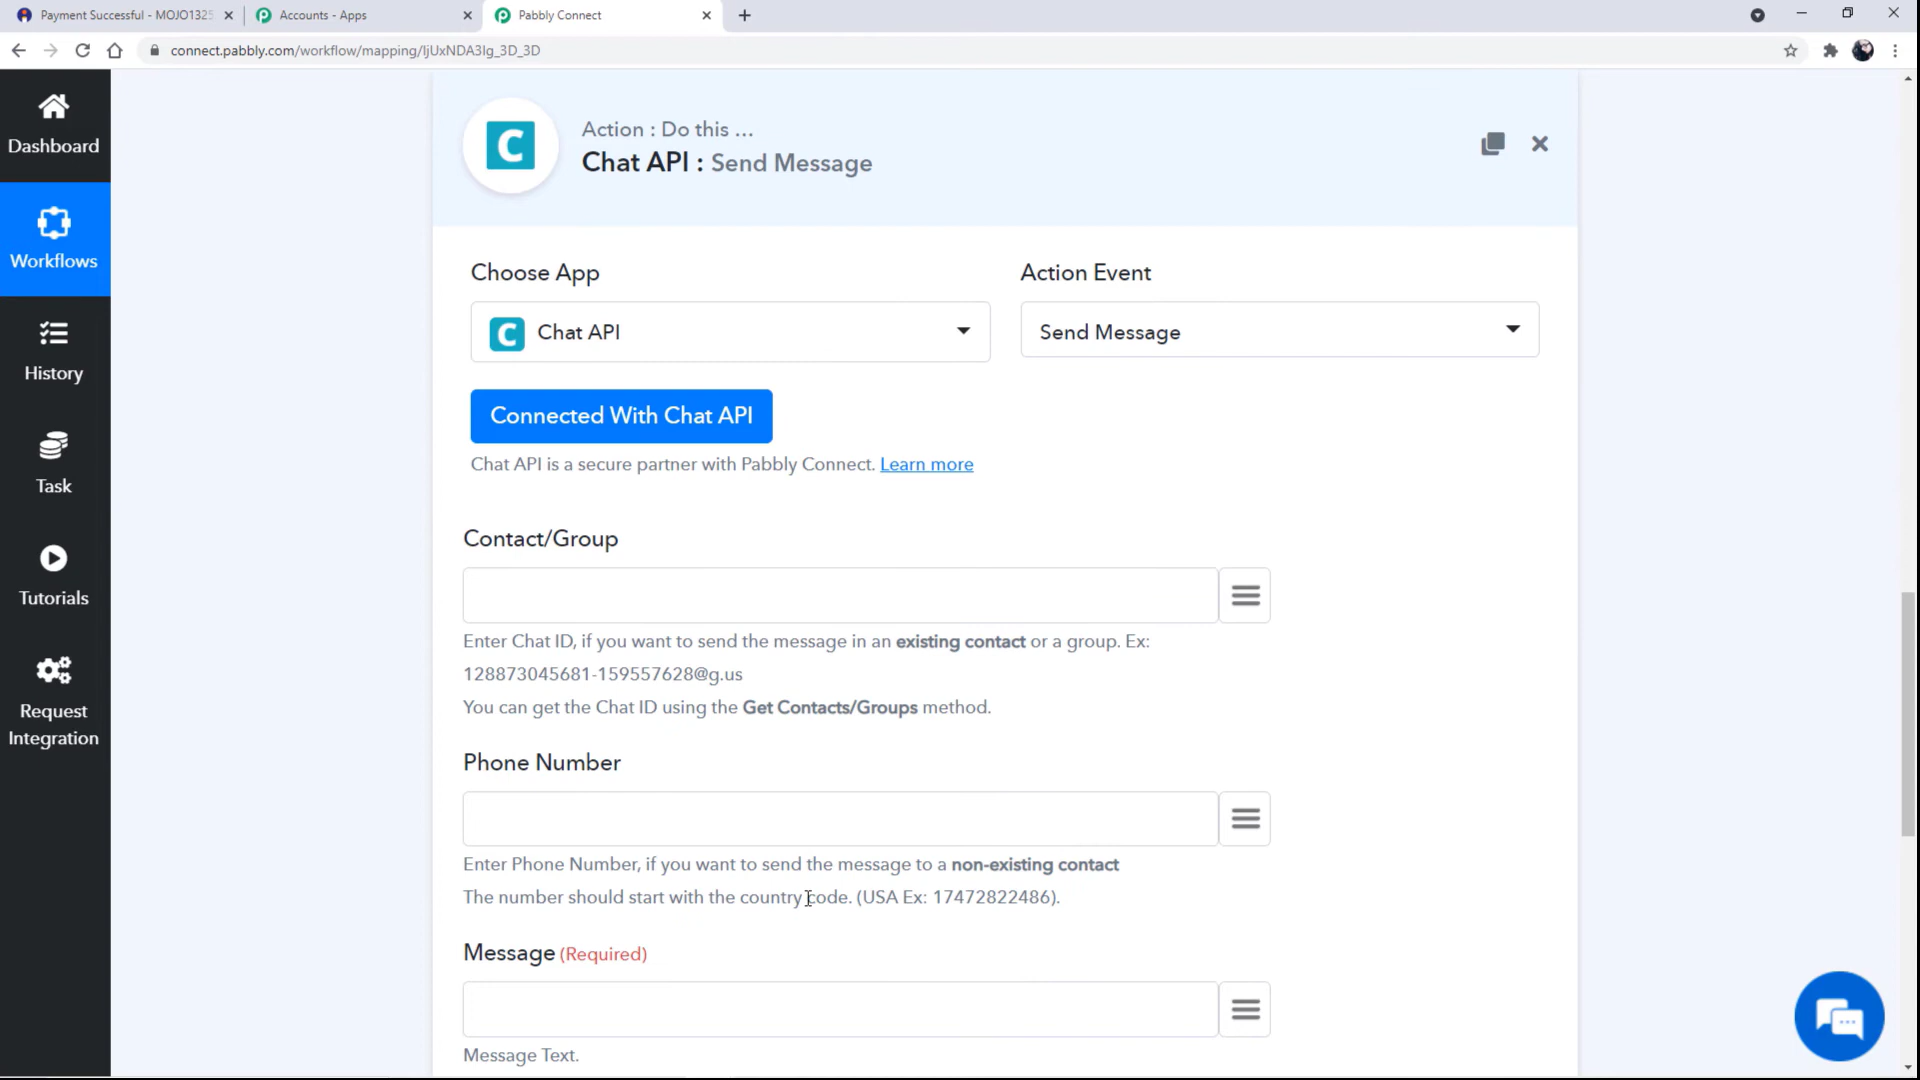 Payment Successful - MOJO1325
Accounts - Apps
Pabbly Connect
connect.pabbly.com/workflow/mapping/IjUxNDA3Ig_3D_3D
Dashboard
Workflows
History
Task
Tutorials
Request
Integration
C
Action : Do this ...
Chat API : Send Message
Choose App
Action Event
C Chat API
Send Message
Connected With Chat API
Chat API is a secure partner with Pabbly Connect. Learn more
Contact/Group
Enter Chat ID, if you want to send the message in an existing contact or a group. Ex:
128873045681-159557628@g.us
You can get the Chat ID using the Get Contacts/Groups method.
Phone Number
Enter Phone Number, if you want to send the message to a non-existing contact
The number should start with the country code. (USA Ex: 17472822486).
Message (Required)
Message Text.